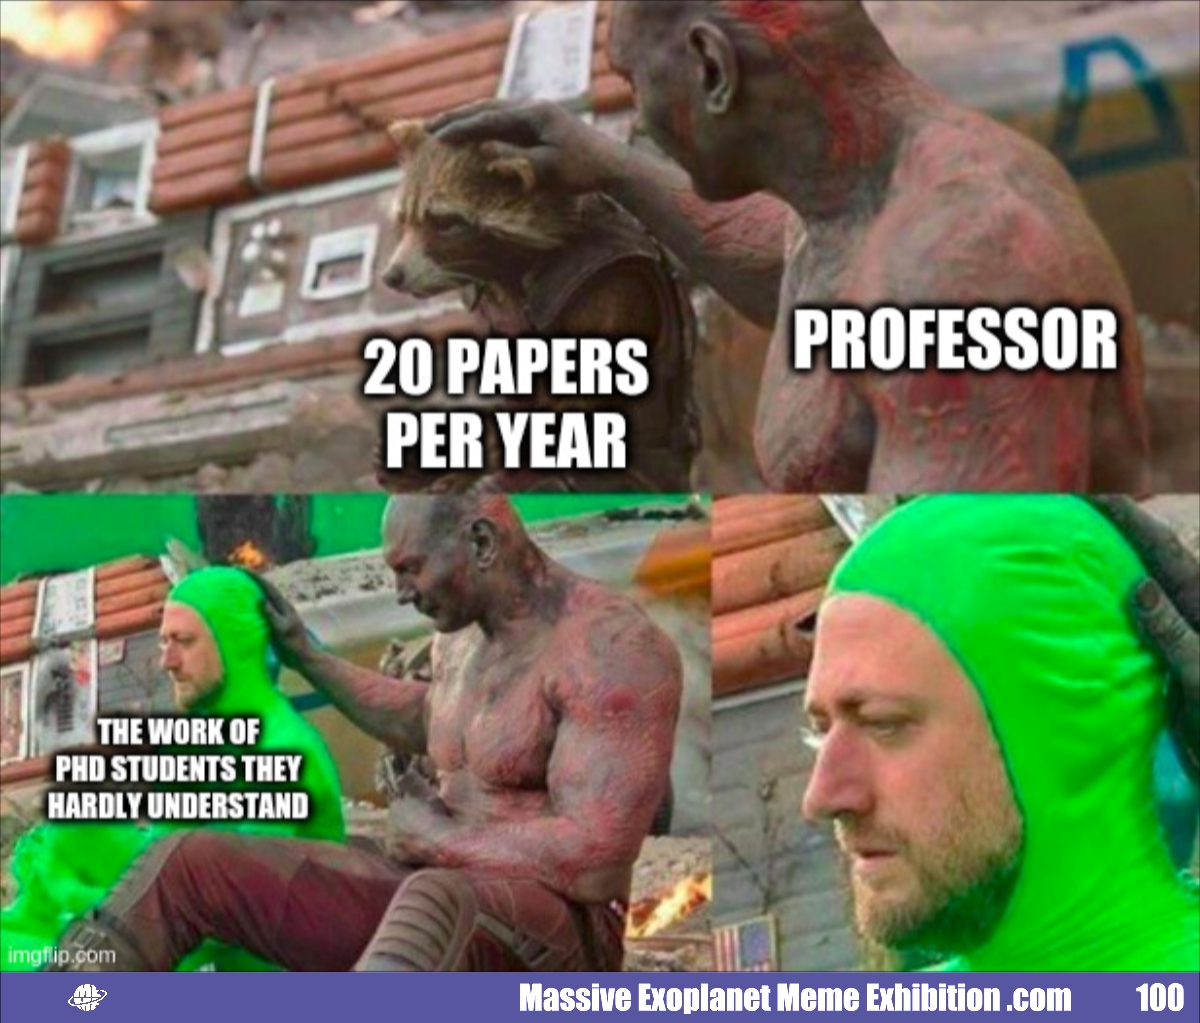 20 PAPERS
PER YEAR
PROFESSOR
THE WORK OF
PHD STUDENTS THEY
HARDLY UNDERSTAND
imgflip.com
Massive Exoplanet Meme Exhibition .com
100